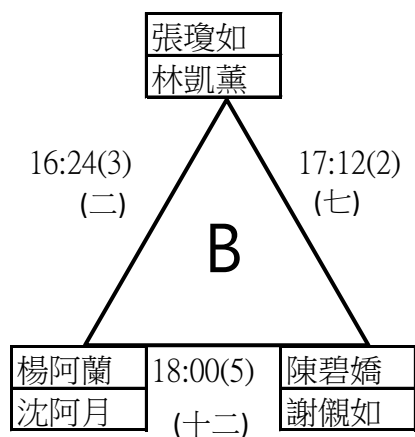 張瓊如
林凱薰
16:24(3)
(二)
17:12(2)
(七)
B
楊阿蘭
沈阿月
18:00(5)
(十二)
陳碧嬌
謝儭如